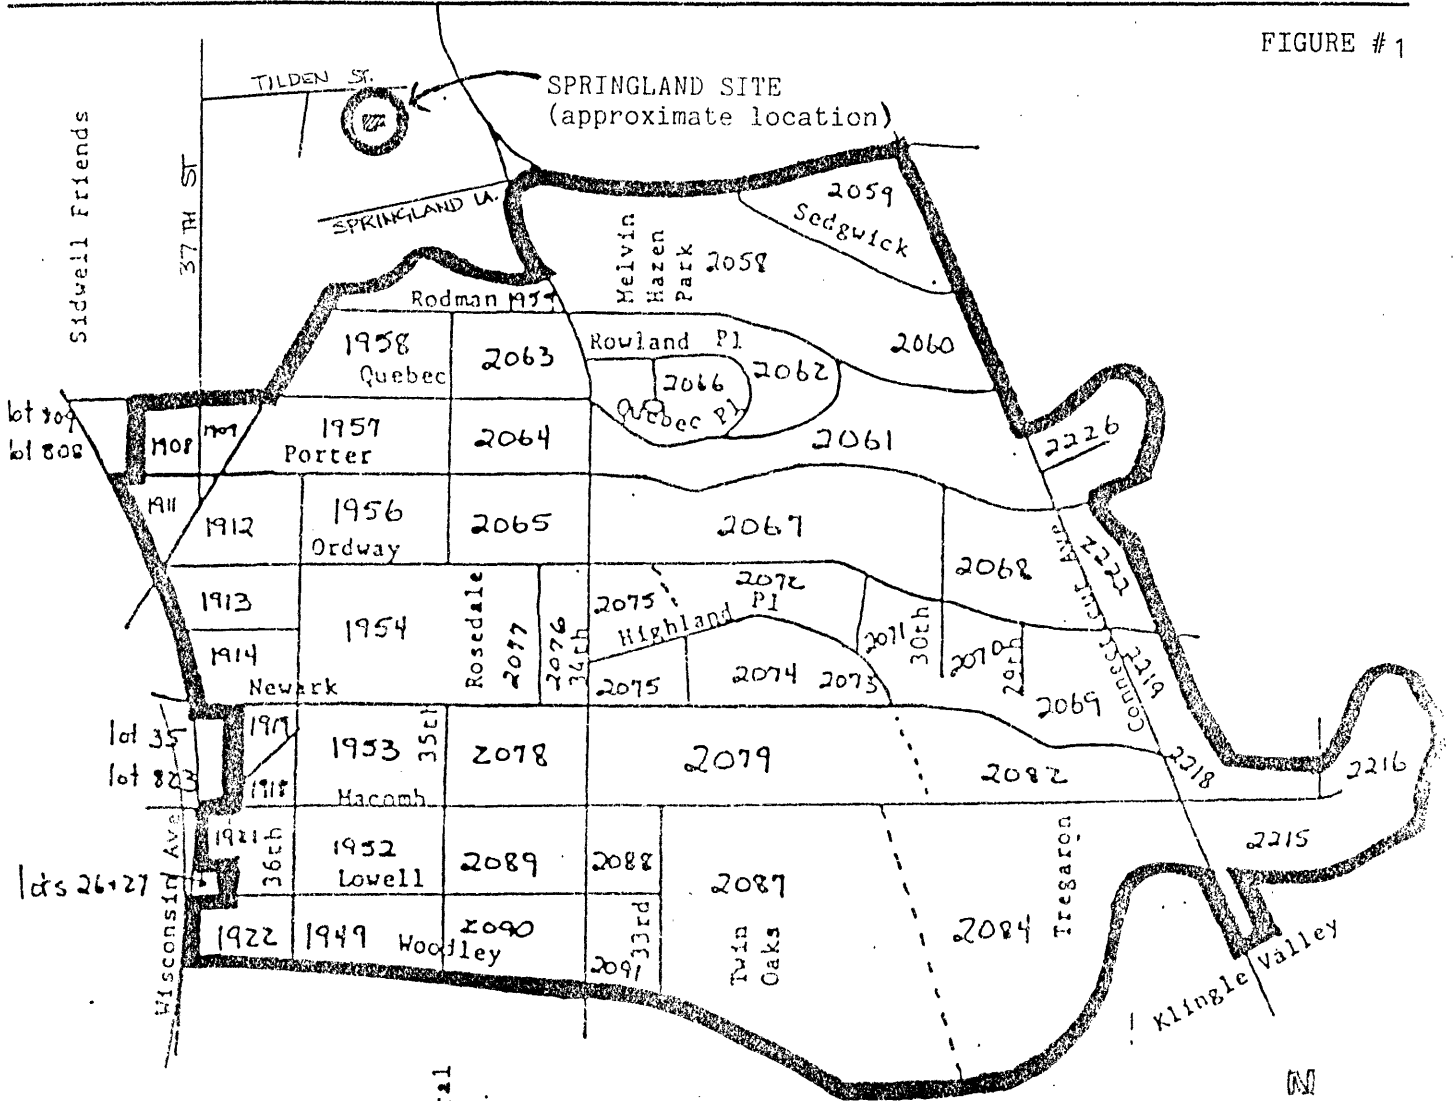 FIGURE #1
TILDEN ST.
SPRINGLAND SITE
(approximate location)
Sidwell Friends
37TH ST
SPRINGLAND LA.
2059
Sedgwick
Melvin
Hazen
Park
2058
Rodman
1958
Quebec
2063
Rowland Pl
2060
2066
2062
Quebec Pl
lot 809
lot 808
1908
1909
1957
Porter
2064
2061
2226
1911
1912
1956
Ordway
2065
2067
2068
2222
Connecticut Ave
1913
1954
Rosedale
2077
2076
34th
2075
2072
Highland Pl
2071
30th
2070
29th
2219
1914
Newark
2075
2074
2073
2069
lot 35
lot 823
1918
1953
35th
2078
2079
2082
2218
2216
Macomb
Wisconsin Ave
1921
36th
1952
Lowell
2089
2088
2087
2215
Tregaron
lots 26+27
1922
1949
Woodley
2090
2091
33rd
Twin
Oaks
2084
Klingle Valley
N